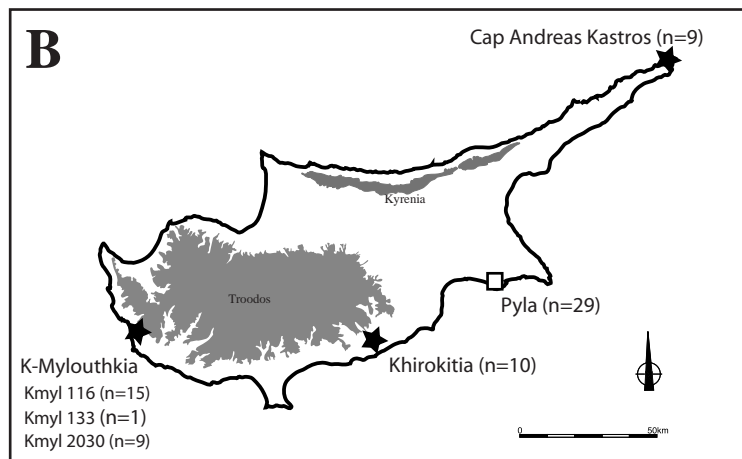 B
Cap Andreas Kastros (n=9)
Kyrenia
Troodos
Pyla (n=29)
K-Mylouthkia
Khirokitia (n=10)
Kmyl 116 (n=15)
Kmyl 133 (n=1)
Kmyl 2030 (n=9)
0 50km